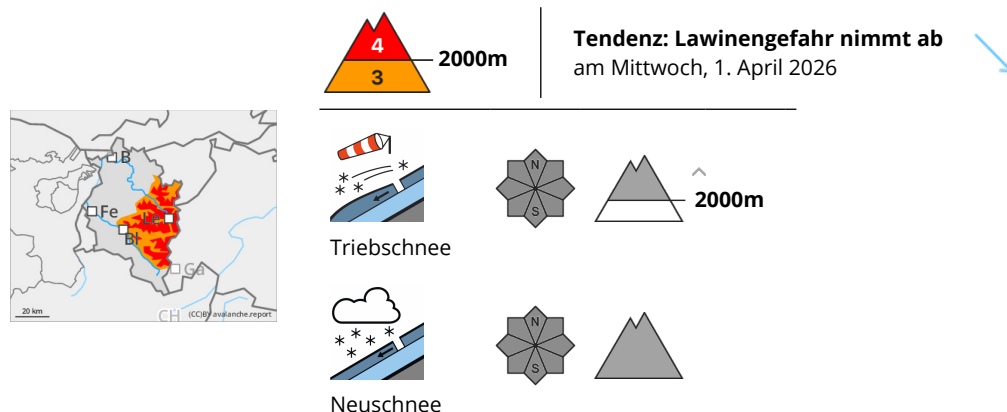 4
3
2000m
Tendenz: Lawinengefahr nimmt ab
am Mittwoch, 1. April 2026
B
Fe
Le
Bl
Ga
CH
20 km
(CC)BY avalanche.report
N
S
2000m
Triebschnee
N
S
Neuschnee